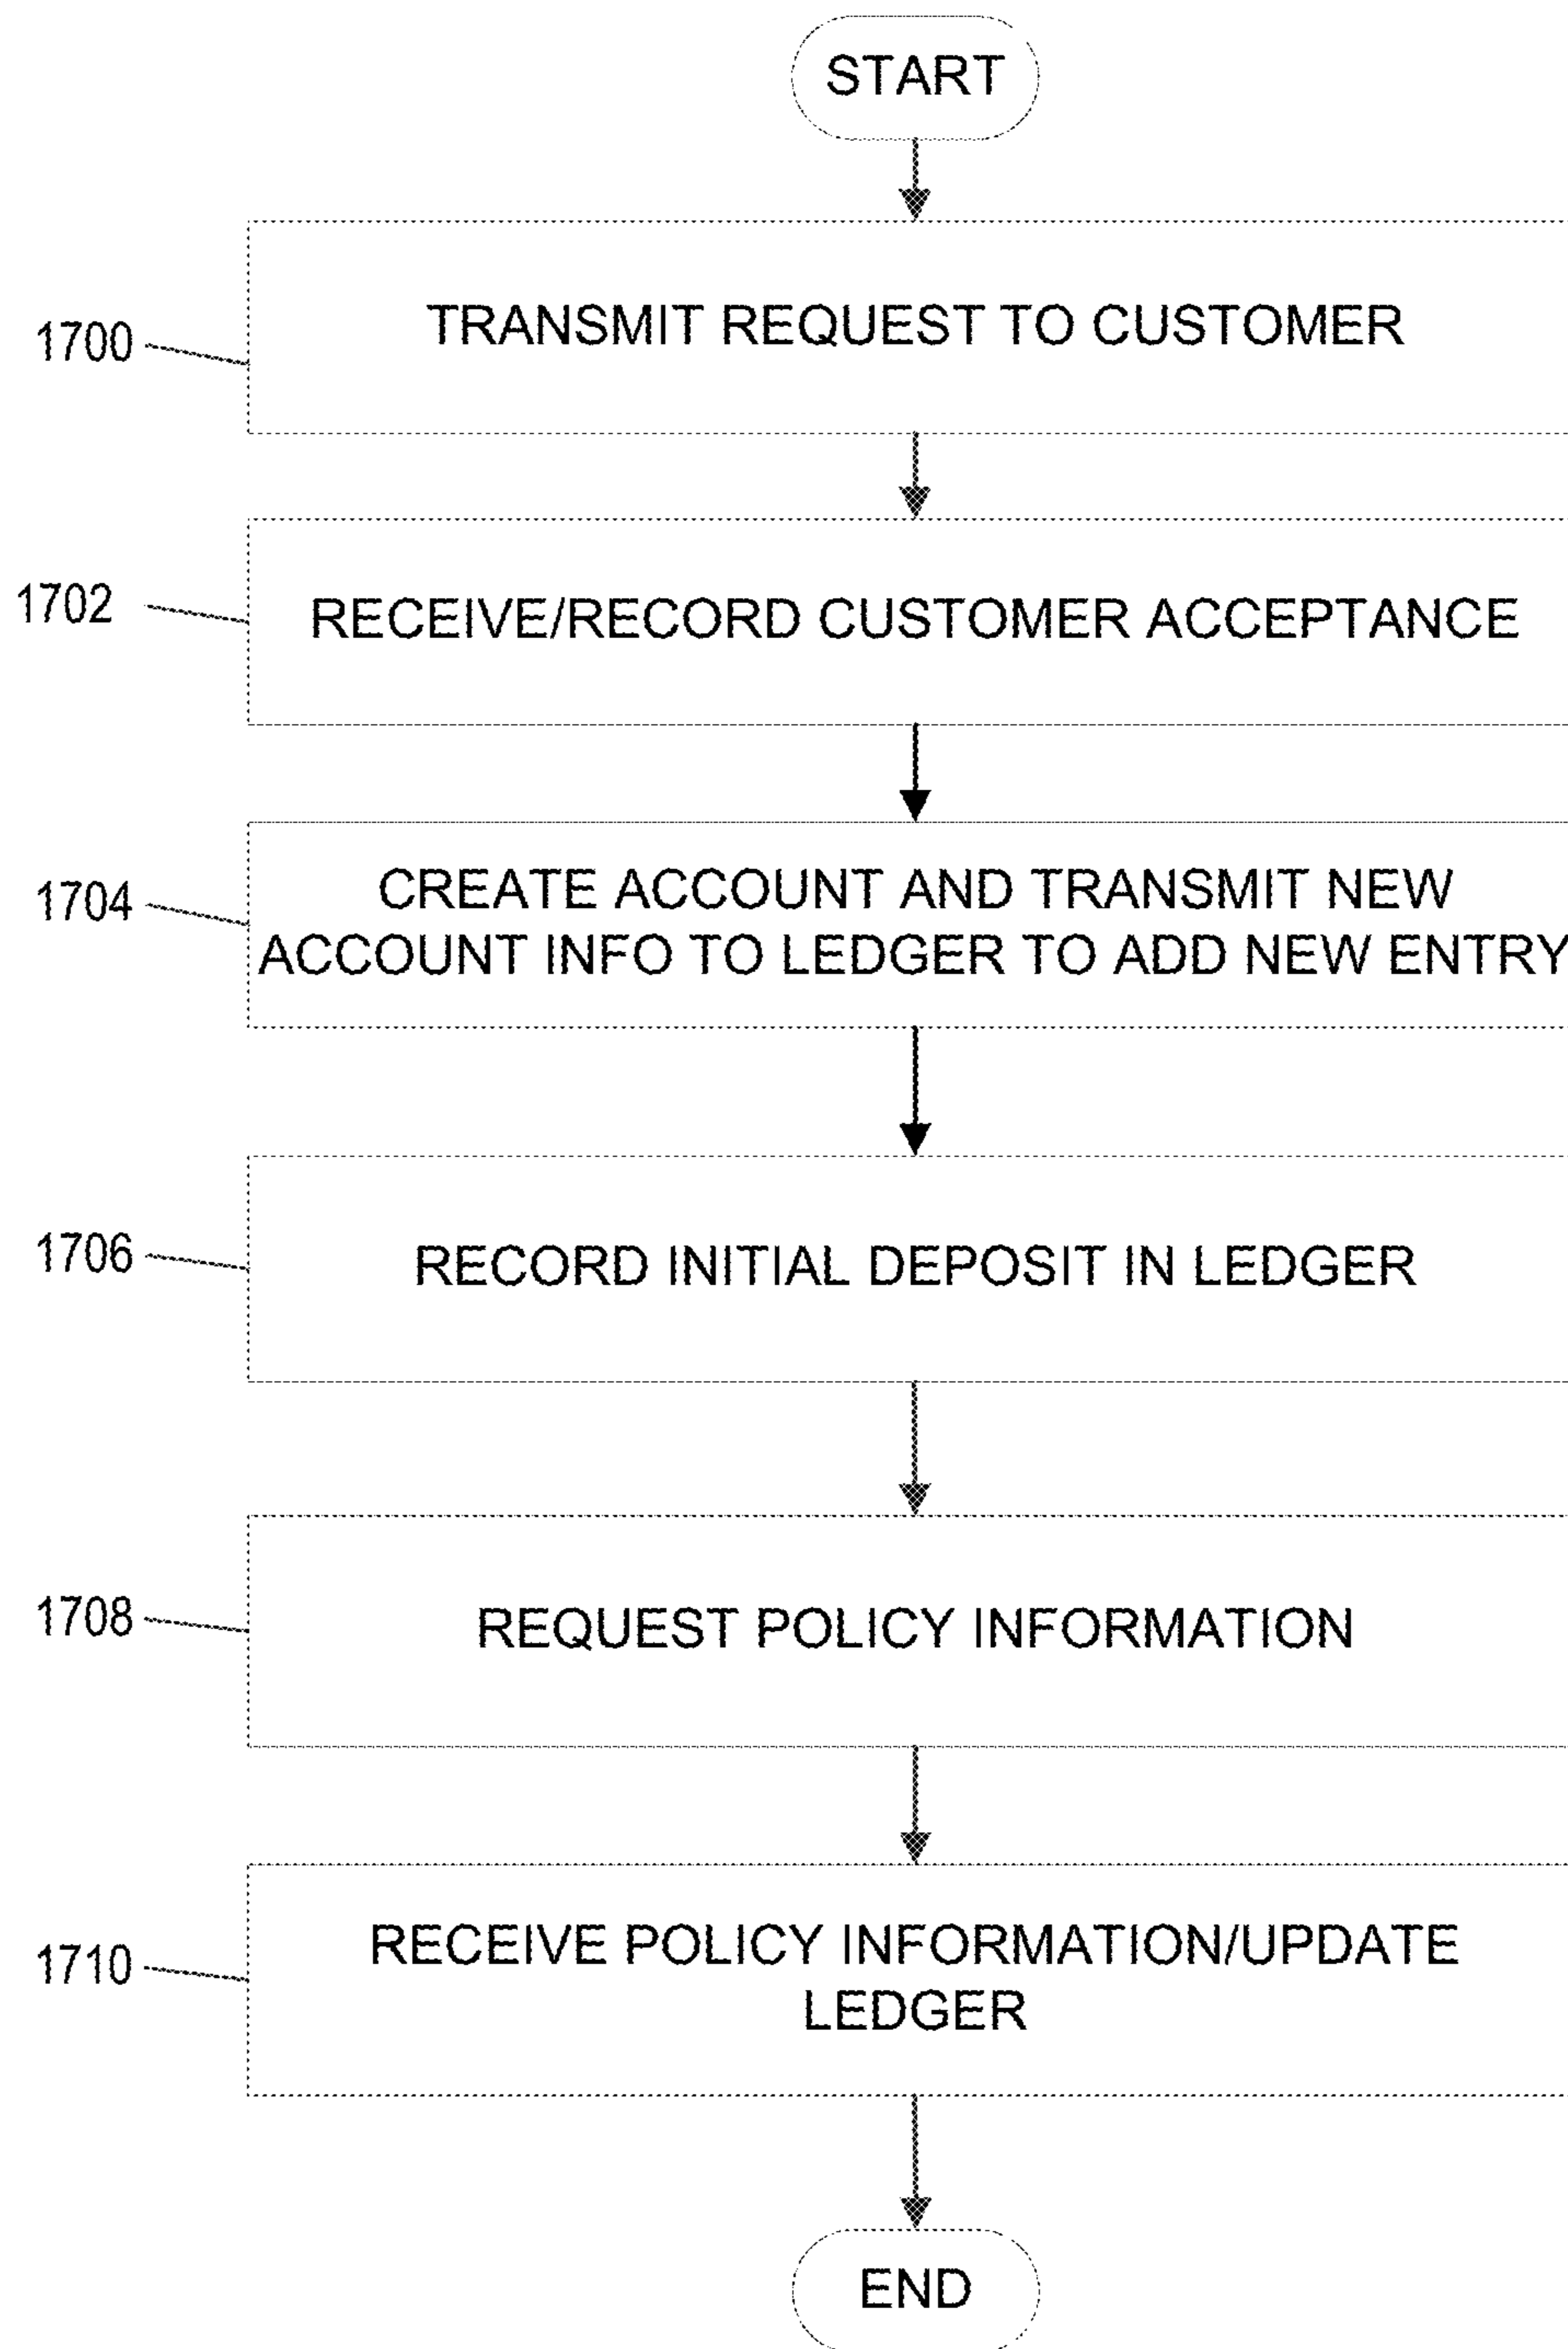 START
1700
TRANSMIT REQUEST TO CUSTOMER
1702
RECEIVE/RECORD CUSTOMER ACCEPTANCE
1704
CREATE ACCOUNT AND TRANSMIT NEW
ACCOUNT INFO TO LEDGER TO ADD NEW ENTRY
1706
RECORD INITIAL DEPOSIT IN LEDGER
1708
REQUEST POLICY INFORMATION
1710
RECEIVE POLICY INFORMATION/UPDATE
LEDGER
END